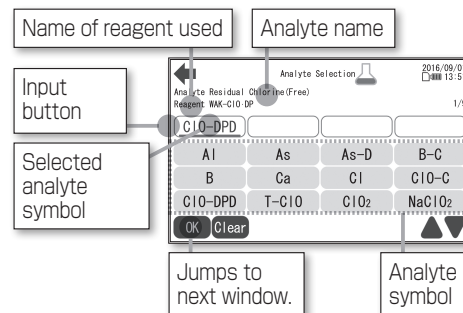 Name of reagent used
Analyte name
Input
button
Selected
analyte
symbol
Analyte Selection
2016/09/0
13:5
Analyte Residual Chlorine(Free)
Reagent WAK-ClO·DP
1/9
ClO-DPD
Al As As-D B-C
B Ca Cl ClO-C
ClO-DPD T-ClO ClO₂ NaClO₂
OK Clear
Jumps to
next window.
Analyte
symbol